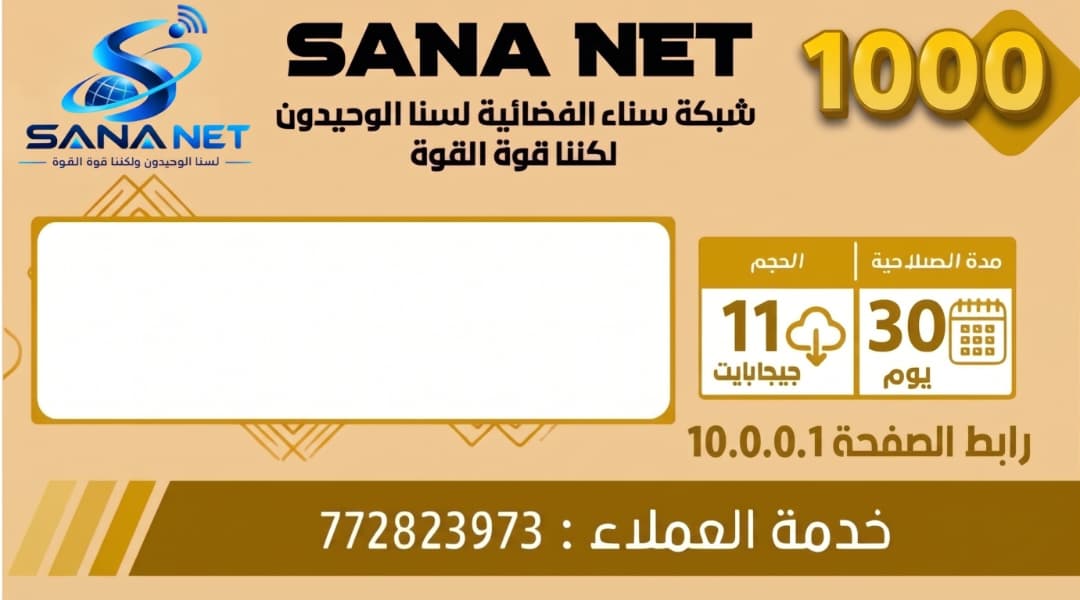 SANA NET
لسنا الوحيدون ولكننا قوة القوة
SANA NET
شبكة سناء الفضائية لسنا الوحيدون
لكننا قوة القوة
1000
مدة الصلاحية
الحجم
30
يوم
11
جيجابايت
رابط الصفحة 10.0.0.1
خدمة العملاء : 772823973